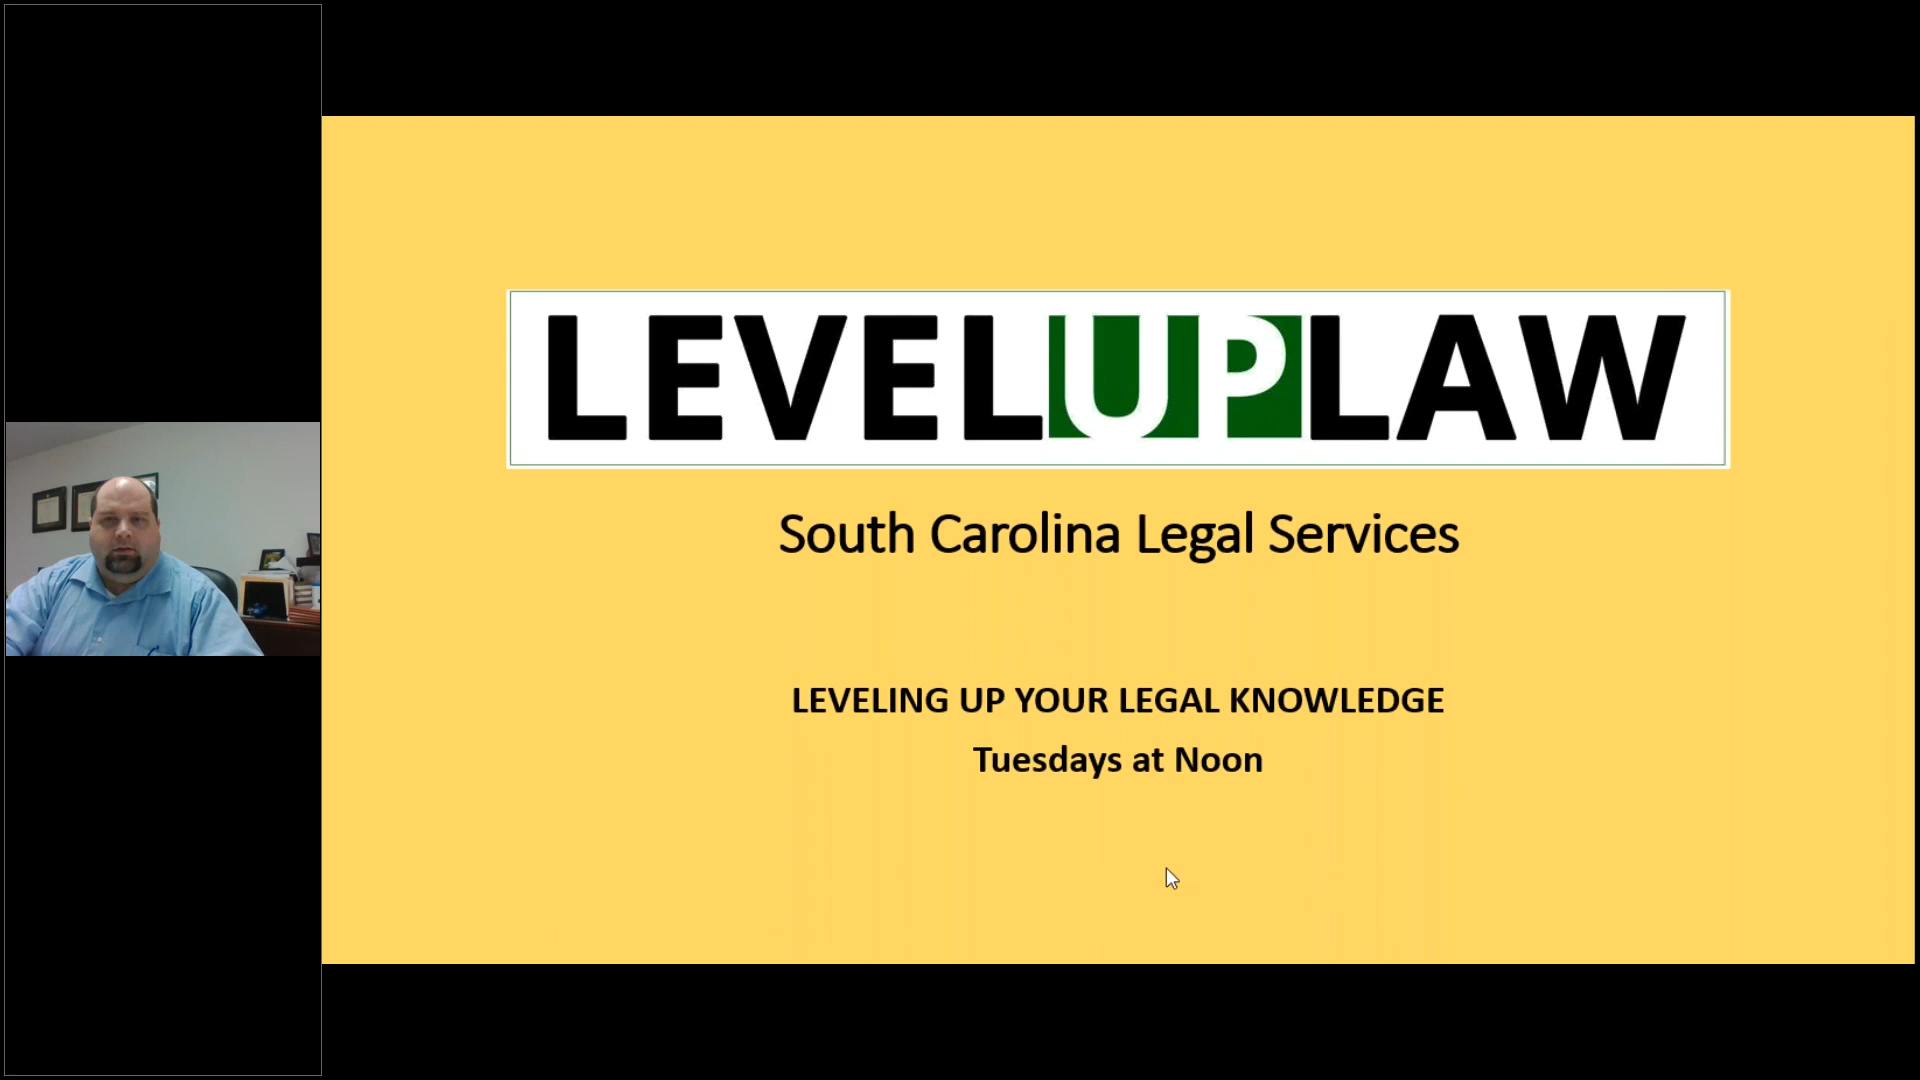 LEVELUPLAW
South Carolina Legal Services
LEVELING UP YOUR LEGAL KNOWLEDGE
Tuesdays at Noon